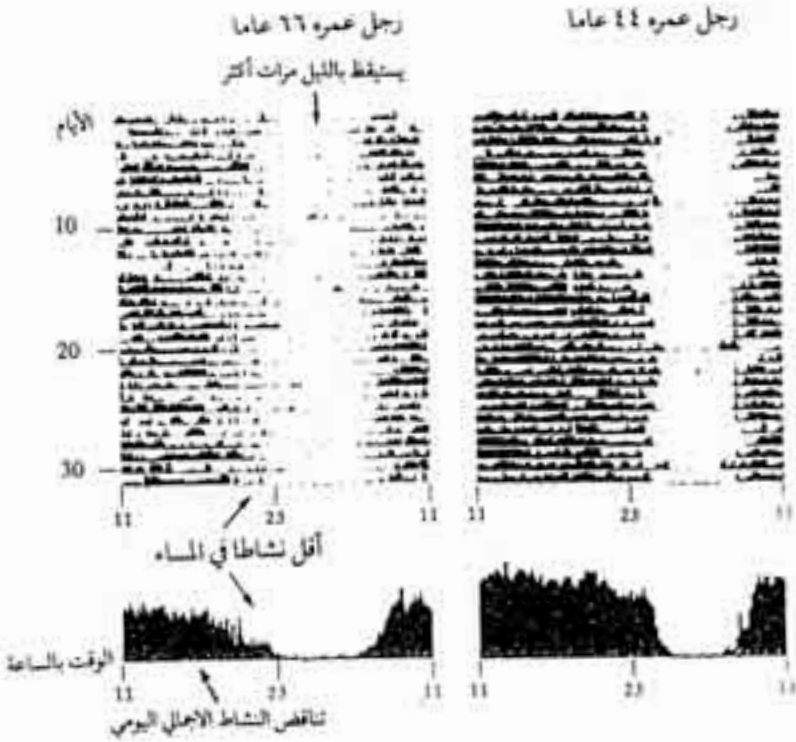 رجل عمره ٤٤ عاما
رجل عمره ٦٦ عاما
يستيقظ بالليل مرات أكثر
الأيام
10
20
30
11 23 11
11 23 11
أقل نشاطا في المساء
الوقت بالساعة
11 23 11
11 23 11
تناقص النشاط الاجمالي اليومي